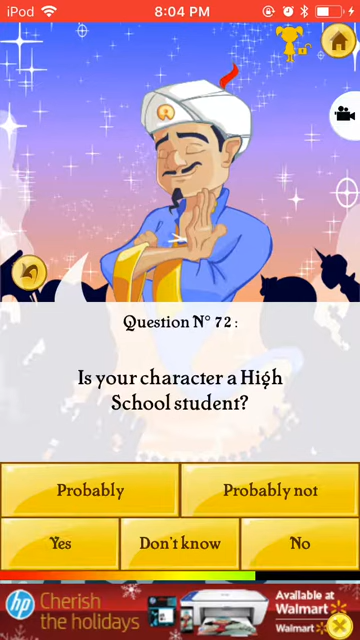 iPod
8:04 PM
Question N° 72 :
Is your character a High
School student?
Probably
Probably not
Yes
Don't know
No
hp
Cherish
the holidays
Available at
Walmart
Walmart